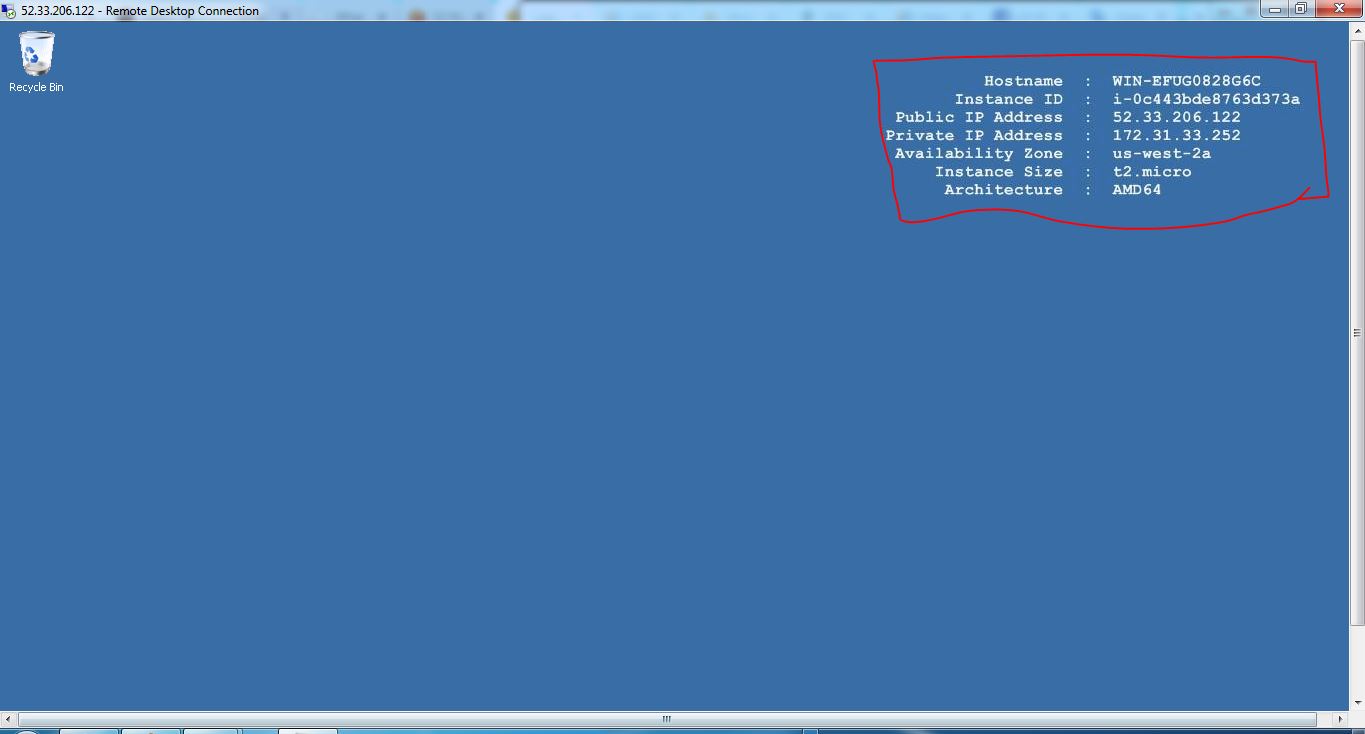 52.33.206.122 - Remote Desktop Connection
Recycle Bin
Hostname : WIN-EFUG0828G6C
Instance ID : i-0c443bde8763d373a
Public IP Address : 52.33.206.122
Private IP Address : 172.31.33.252
Availability Zone : us-west-2a
Instance Size : t2.micro
Architecture : AMD64